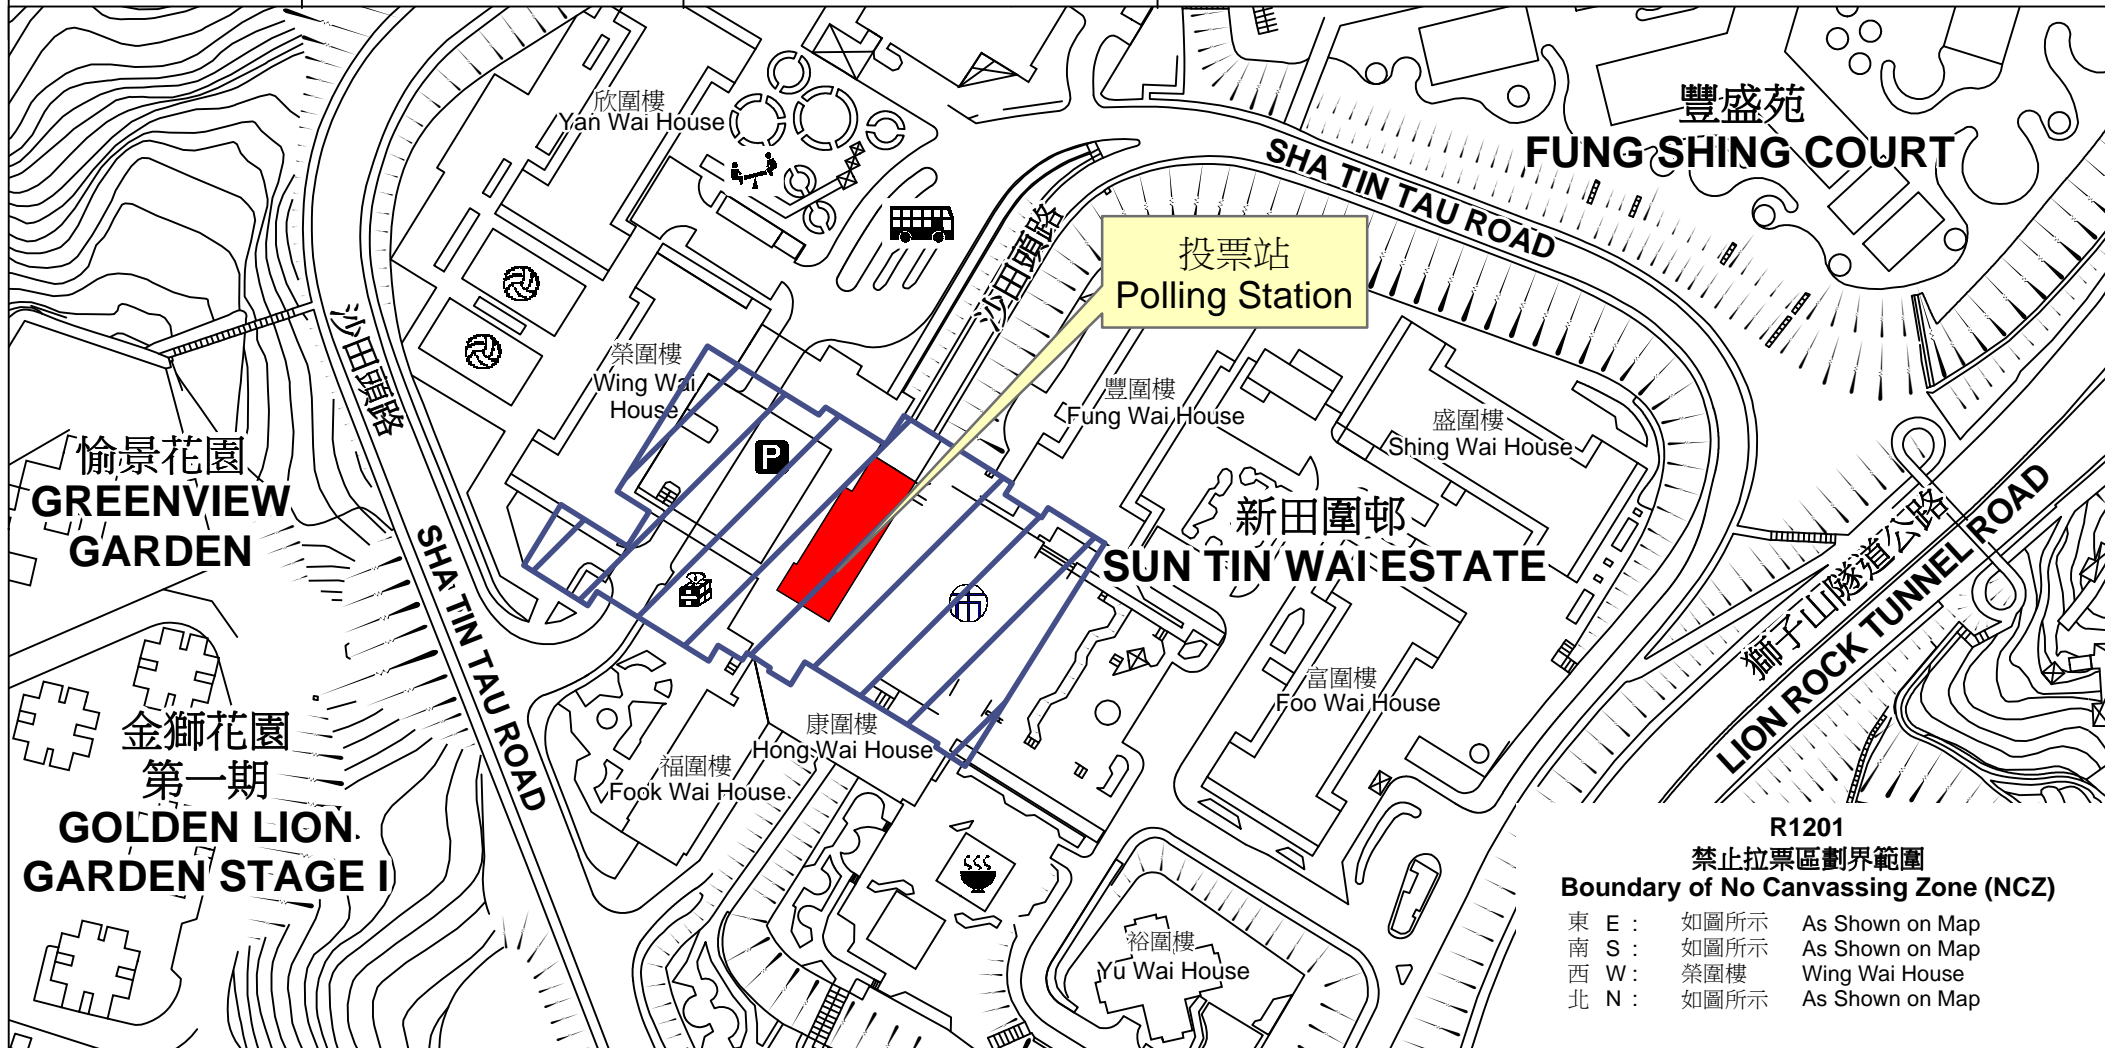 欣圍樓
Yan Wai House
豐盛苑
FUNG SHING COURT
SHA TIN TAU ROAD
沙田頭路
投票站
Polling Station
沙田頭路
榮圍樓
Wing Wai
House
P
豐圍樓
Fung Wai House
盛圍樓
Shing Wai House
愉景花園
GREENVIEW
GARDEN
新田圍邨
SUN TIN WAI ESTATE
SHA TIN TAU ROAD
獅子山隧道公路
LION ROCK TUNNEL ROAD
富圍樓
Foo Wai House
康圍樓
Hong Wai House
福圍樓
Fook Wai House
金獅花園
第一期
GOLDEN LION
GARDEN STAGE I
裕圍樓
Yu Wai House
R1201
禁止拉票區劃界範圍
Boundary of No Canvassing Zone (NCZ)
東 E : 如圖所示 As Shown on Map
南 S : 如圖所示 As Shown on Map
西 W : 榮圍樓 Wing Wai House
北 N : 如圖所示 As Shown on Map